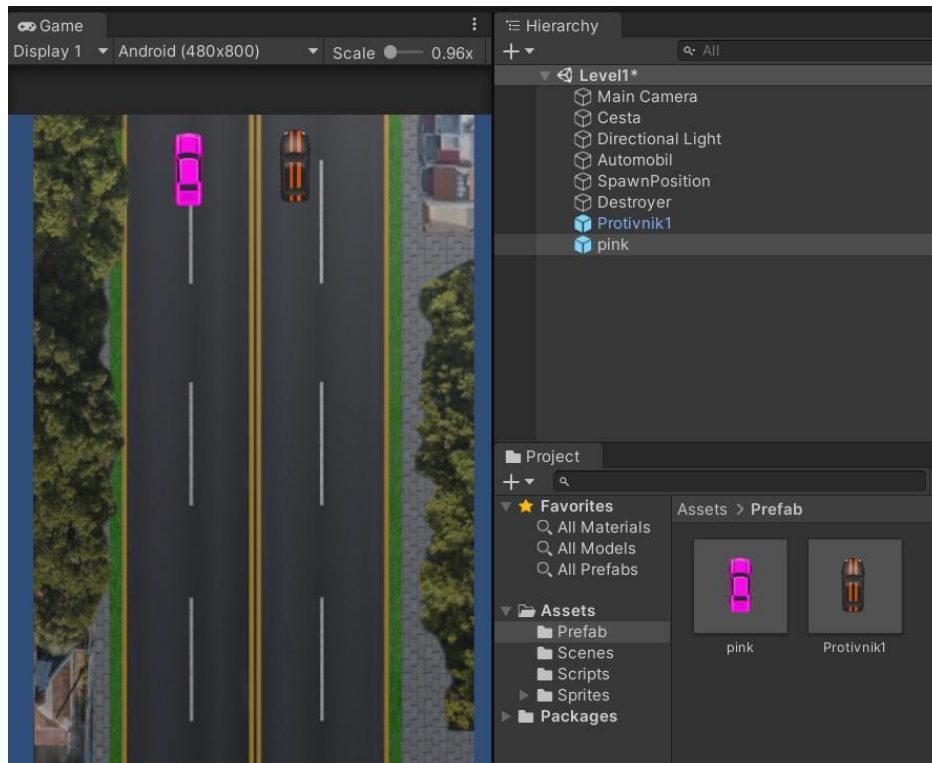 Game
Display 1 Android (480x800) Scale 0.96x
Hierarchy
All
Level1*
Main Camera
Cesta
Directional Light
Automobil
SpawnPosition
Destroyer
Protivnik1
pink
Project
Favorites
All Materials
All Models
All Prefabs
Assets
Prefab
Scenes
Scripts
Sprites
Packages
Assets > Prefab
pink
Protivnik1